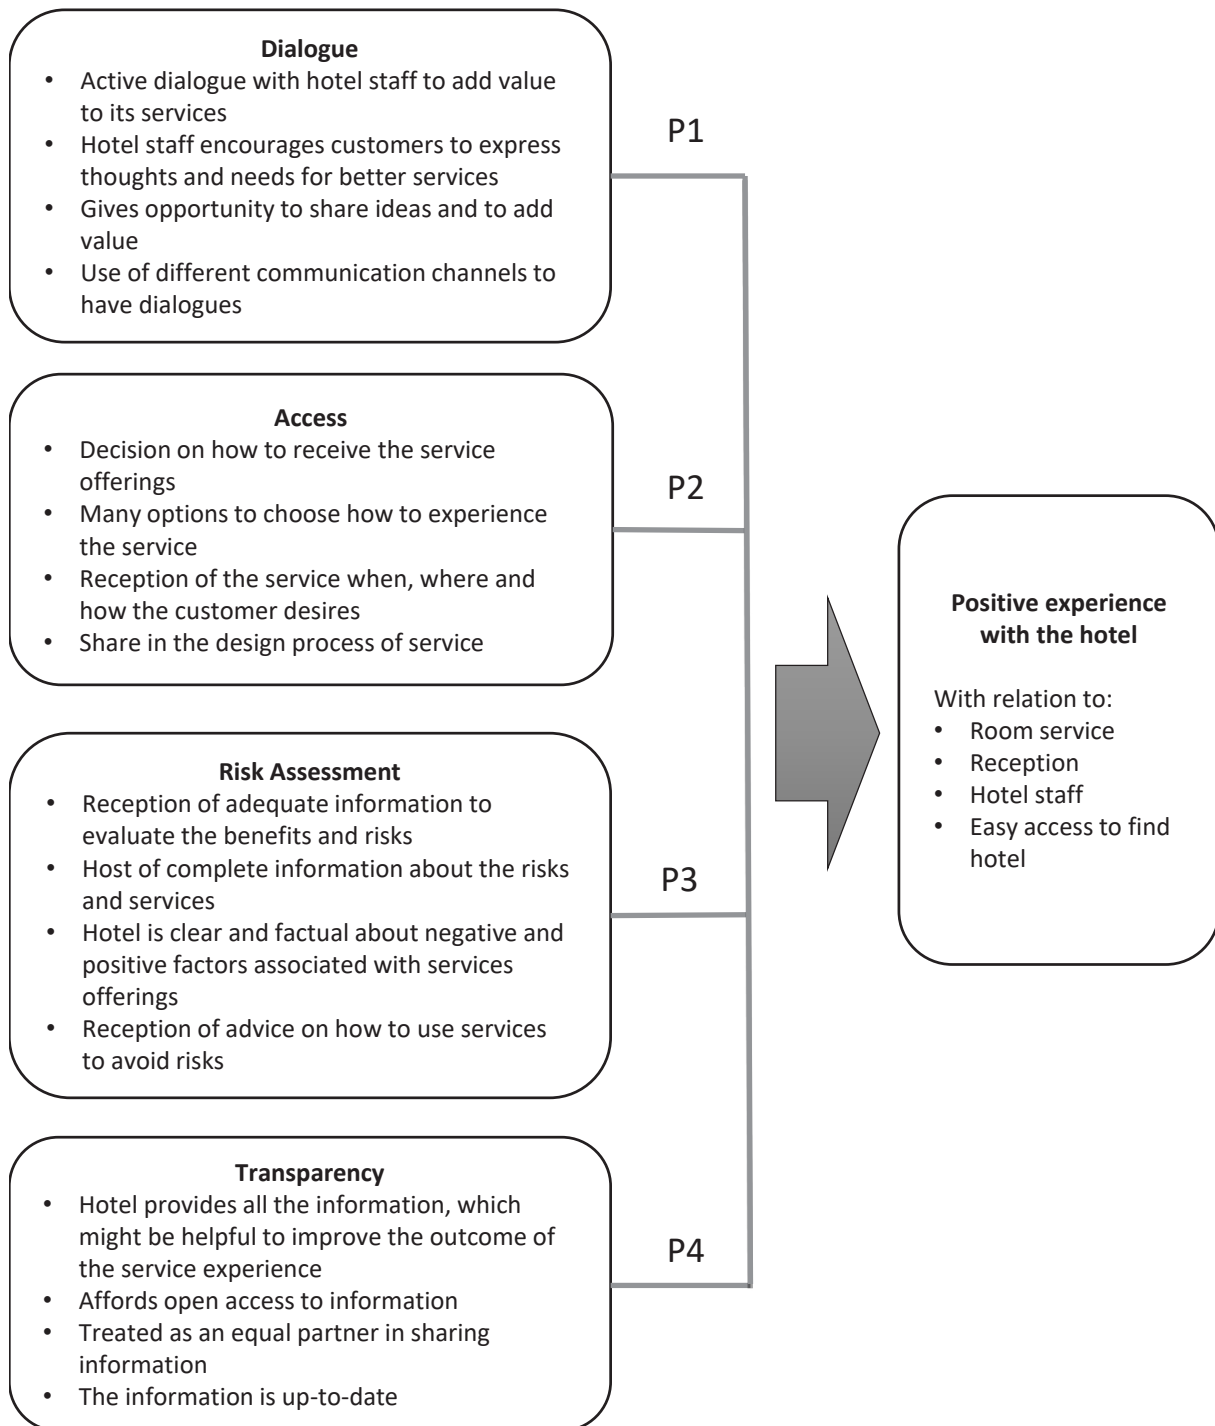 Dialogue
• Active dialogue with hotel staff to add value
to its services
• Hotel staff encourages customers to express
thoughts and needs for better services
• Gives opportunity to share ideas and to add
value
• Use of different communication channels to
have dialogues
P1
Access
• Decision on how to receive the service
offerings
• Many options to choose how to experience
the service
• Reception of the service when, where and
how the customer desires
• Share in the design process of service
P2
Risk Assessment
• Reception of adequate information to
evaluate the benefits and risks
• Host of complete information about the risks
and services
• Hotel is clear and factual about negative and
positive factors associated with services
offerings
• Reception of advice on how to use services
to avoid risks
P3
Transparency
• Hotel provides all the information, which
might be helpful to improve the outcome of
the service experience
• Affords open access to information
• Treated as an equal partner in sharing
information
• The information is up-to-date
P4
Positive experience
with the hotel
With relation to:
• Room service
• Reception
• Hotel staff
• Easy access to find
hotel